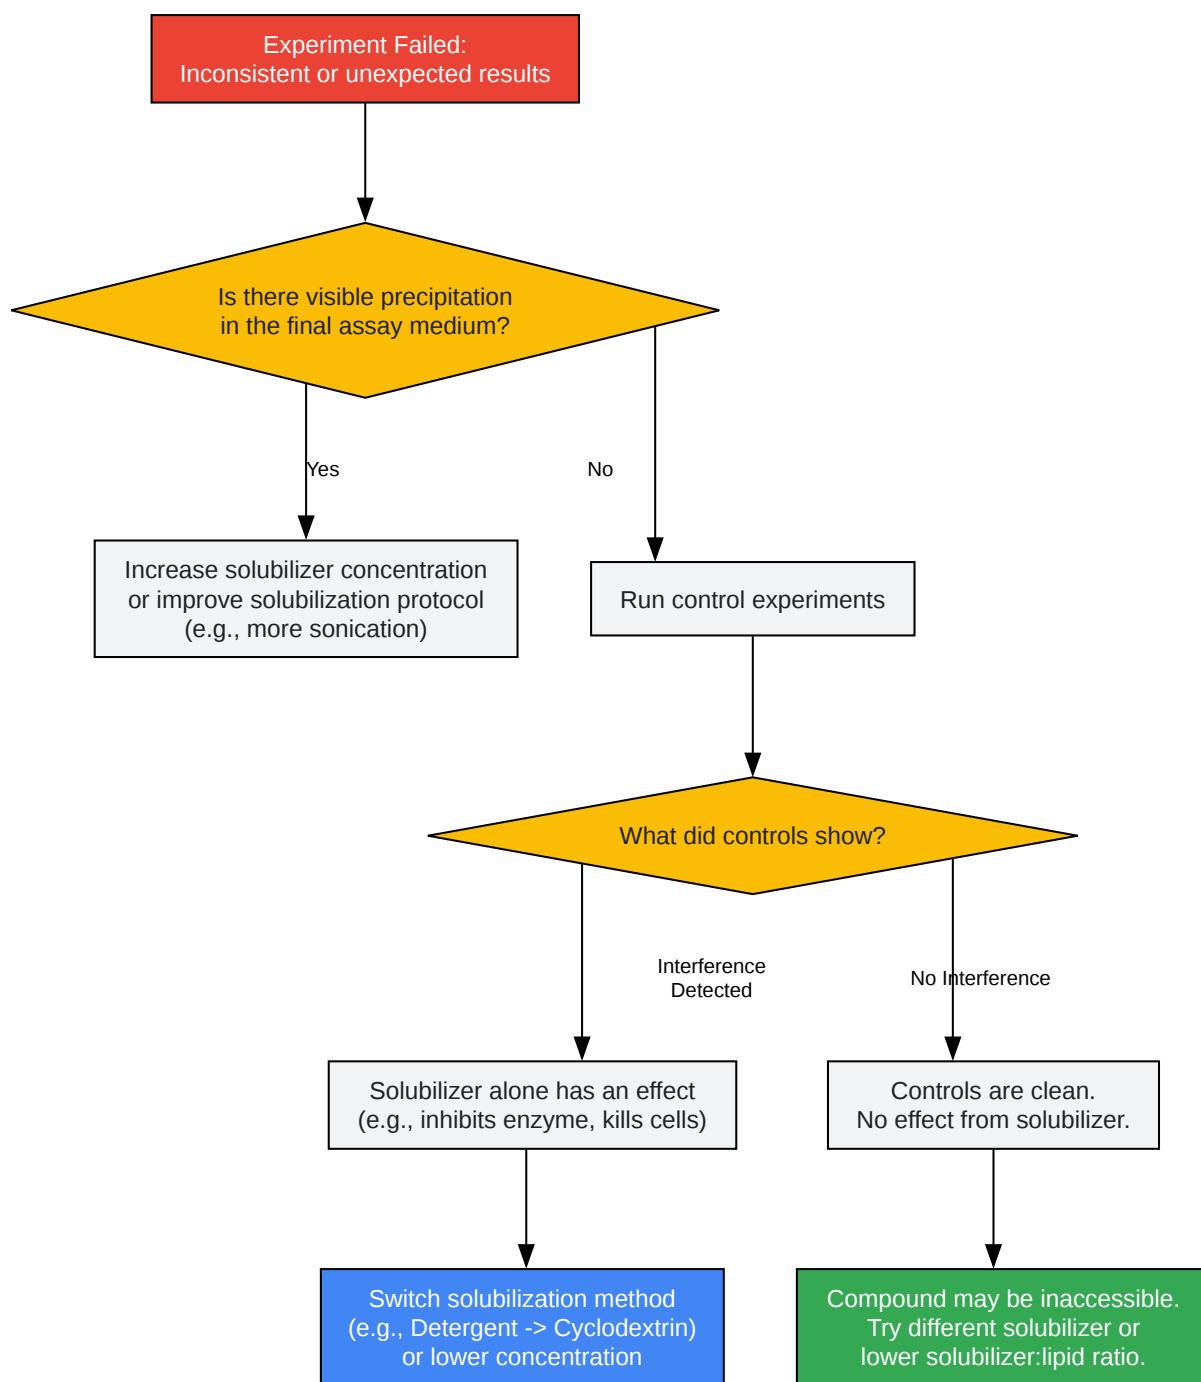 Experiment Failed:
Inconsistent or unexpected results
Is there visible precipitation
in the final assay medium?
Yes
No
Increase solubilizer concentration
or improve solubilization protocol
(e.g., more sonication)
Run control experiments
What did controls show?
Interference
Detected
No Interference
Solubilizer alone has an effect
(e.g., inhibits enzyme, kills cells)
Controls are clean.
No effect from solubilizer.
Switch solubilization method
(e.g., Detergent -> Cyclodextrin)
or lower concentration
Compound may be inaccessible.
Try different solubilizer or
lower solubilizer:lipid ratio.